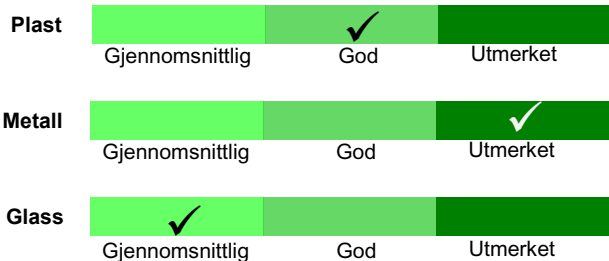 Plast
Gjennomsnittlig God Utmerket
Metall
Gjennomsnittlig God Utmerket
Glass
Gjennomsnittlig God Utmerket